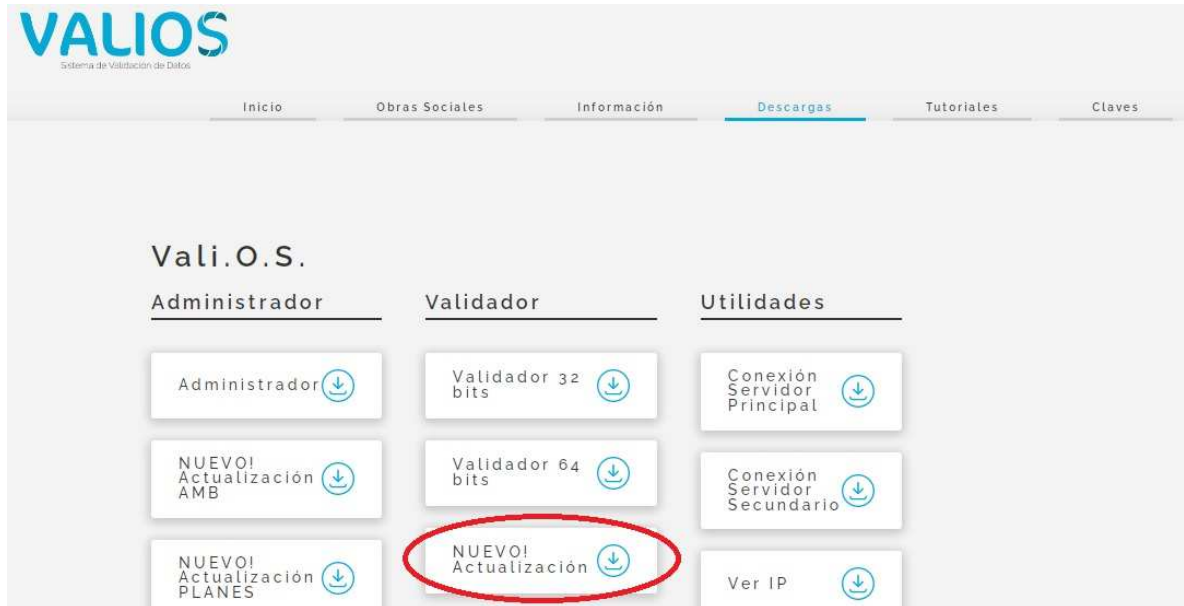 VALIOS
Sistema de Validación de Datos
Inicio
Obras Sociales
Información
Descargas
Tutoriales
Claves
Vali.O.S.
Administrador
Administrador
NUEVO!
Actualización
AMB
NUEVO!
Actualización
PLANES
Validador
Validador 32
bits
Validador 64
bits
NUEVO!
Actualización
Utilidades
Conexión
Servidor
Principal
Conexión
Servidor
Secundario
Ver IP